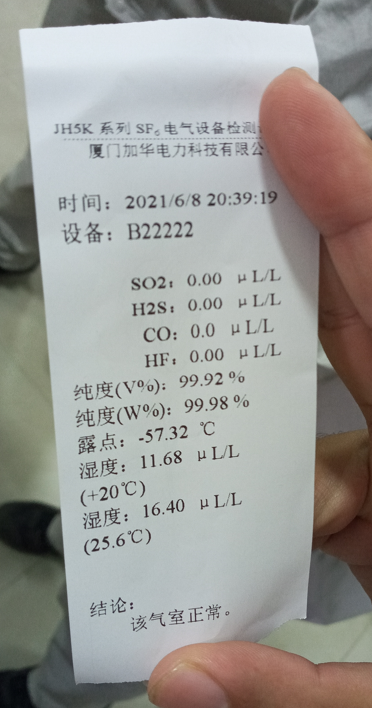 JH5K 系列 SF₆ 电气设备检测
厦门加华电力科技有限公
时间：2021/6/8 20:39:19
设备：B22222
SO2：0.00 μL/L
H2S：0.00 μL/L
CO：0.0 μL/L
HF：0.00 μL/L
纯度(V%)：99.92 %
纯度(W%)：99.98 %
露点：-57.32 ℃
湿度：11.68 μL/L
(+20℃)
湿度：16.40 μL/L
(25.6℃)
结论：
该气室正常。